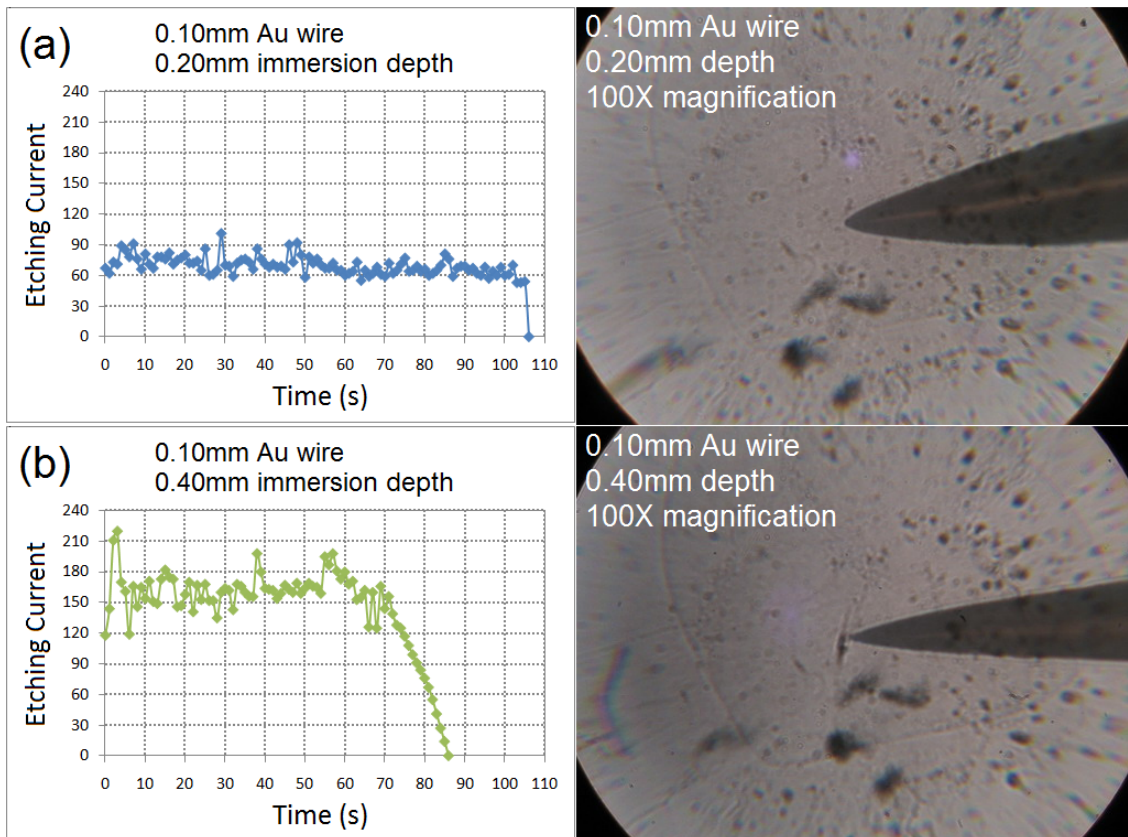 (a)
0.10mm Au wire
0.20mm immersion depth
240
210
180
150
120
90
60
30
0
Etching Current
0 10 20 30 40 50 60 70 80 90 100 110
Time (s)
0.10mm Au wire
0.20mm depth
100X magnification
(b)
0.10mm Au wire
0.40mm immersion depth
240
210
180
150
120
90
60
30
0
Etching Current
0 10 20 30 40 50 60 70 80 90 100 110
Time (s)
0.10mm Au wire
0.40mm depth
100X magnification